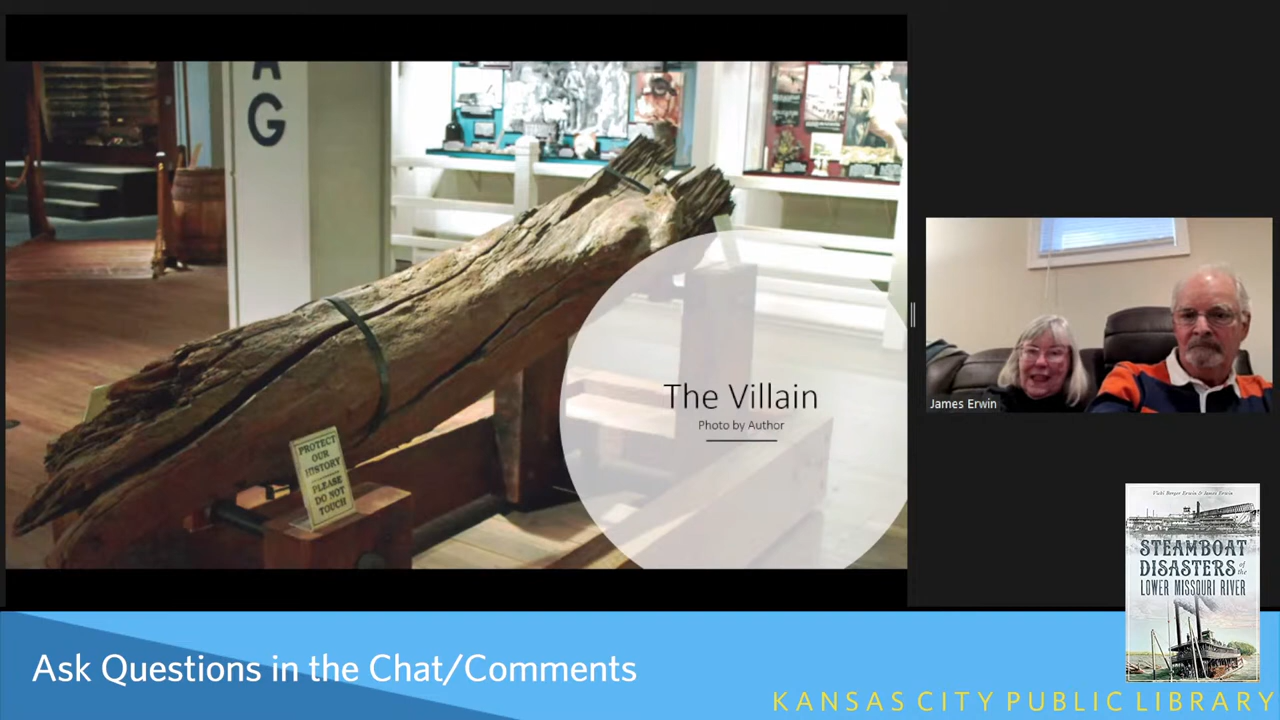 AG
The Villain
Photo by Author
PROTECT
OUR
HISTORY
PLEASE
DO NOT
TOUCH
James Erwin
Vicki Berger Erwin & James Erwin
STEAMBOAT
DISASTERS of the
LOWER MISSOURI RIVER
Ask Questions in the Chat/Comments
KANSAS CITY PUBLIC LIBRARY